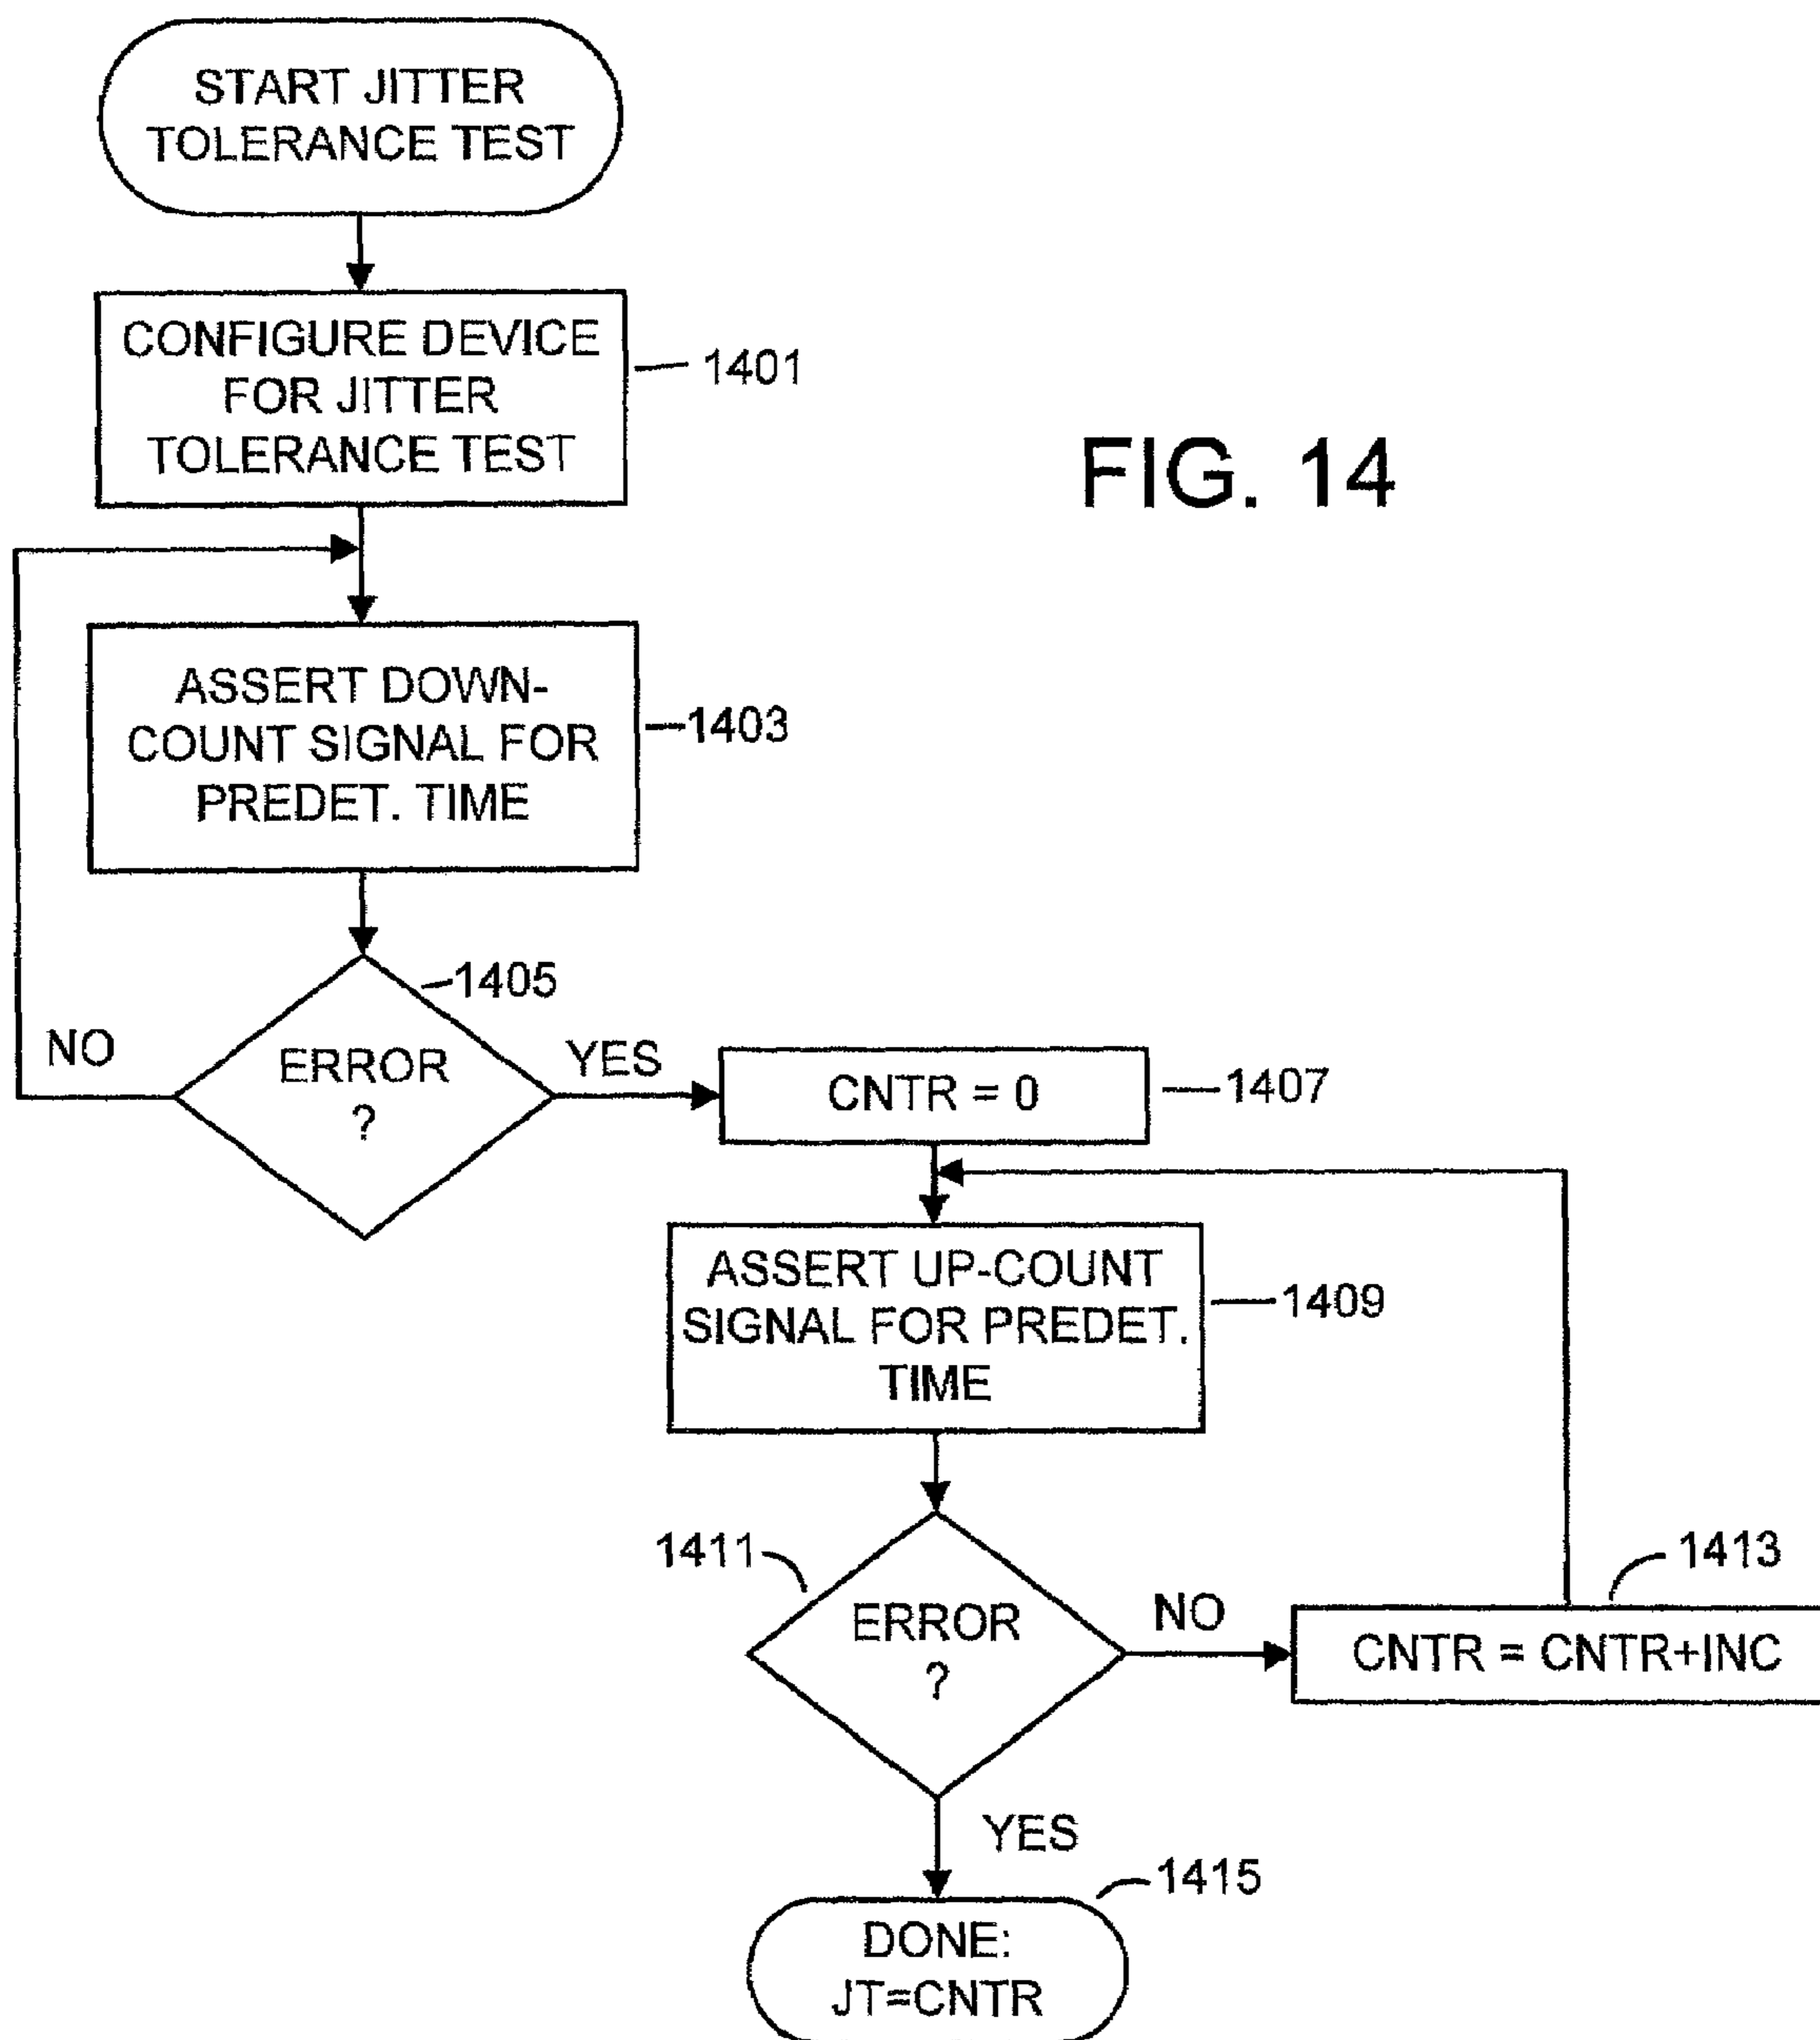 START JITTER
TOLERANCE TEST
CONFIGURE DEVICE
FOR JITTER
TOLERANCE TEST
1401
FIG. 14
ASSERT DOWN-
COUNT SIGNAL FOR
PREDET. TIME
1403
1405
NO
ERROR
?
YES
CNTR = 0
1407
ASSERT UP-COUNT
SIGNAL FOR PREDET.
TIME
1409
1411
ERROR
?
NO
1413
CNTR = CNTR+INC
YES
1415
DONE:
JT=CNTR